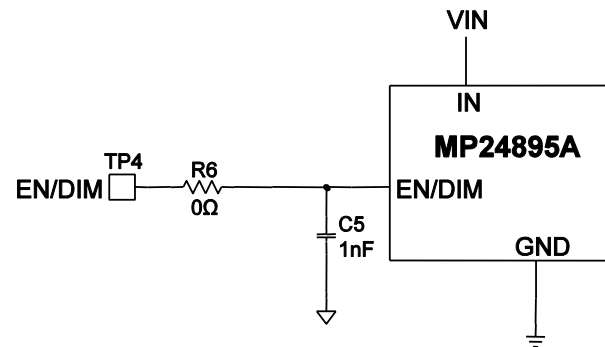 VIN
IN
MP24895A
TP4
R6
EN/DIM
EN/DIM
0Ω
C5
1nF
GND